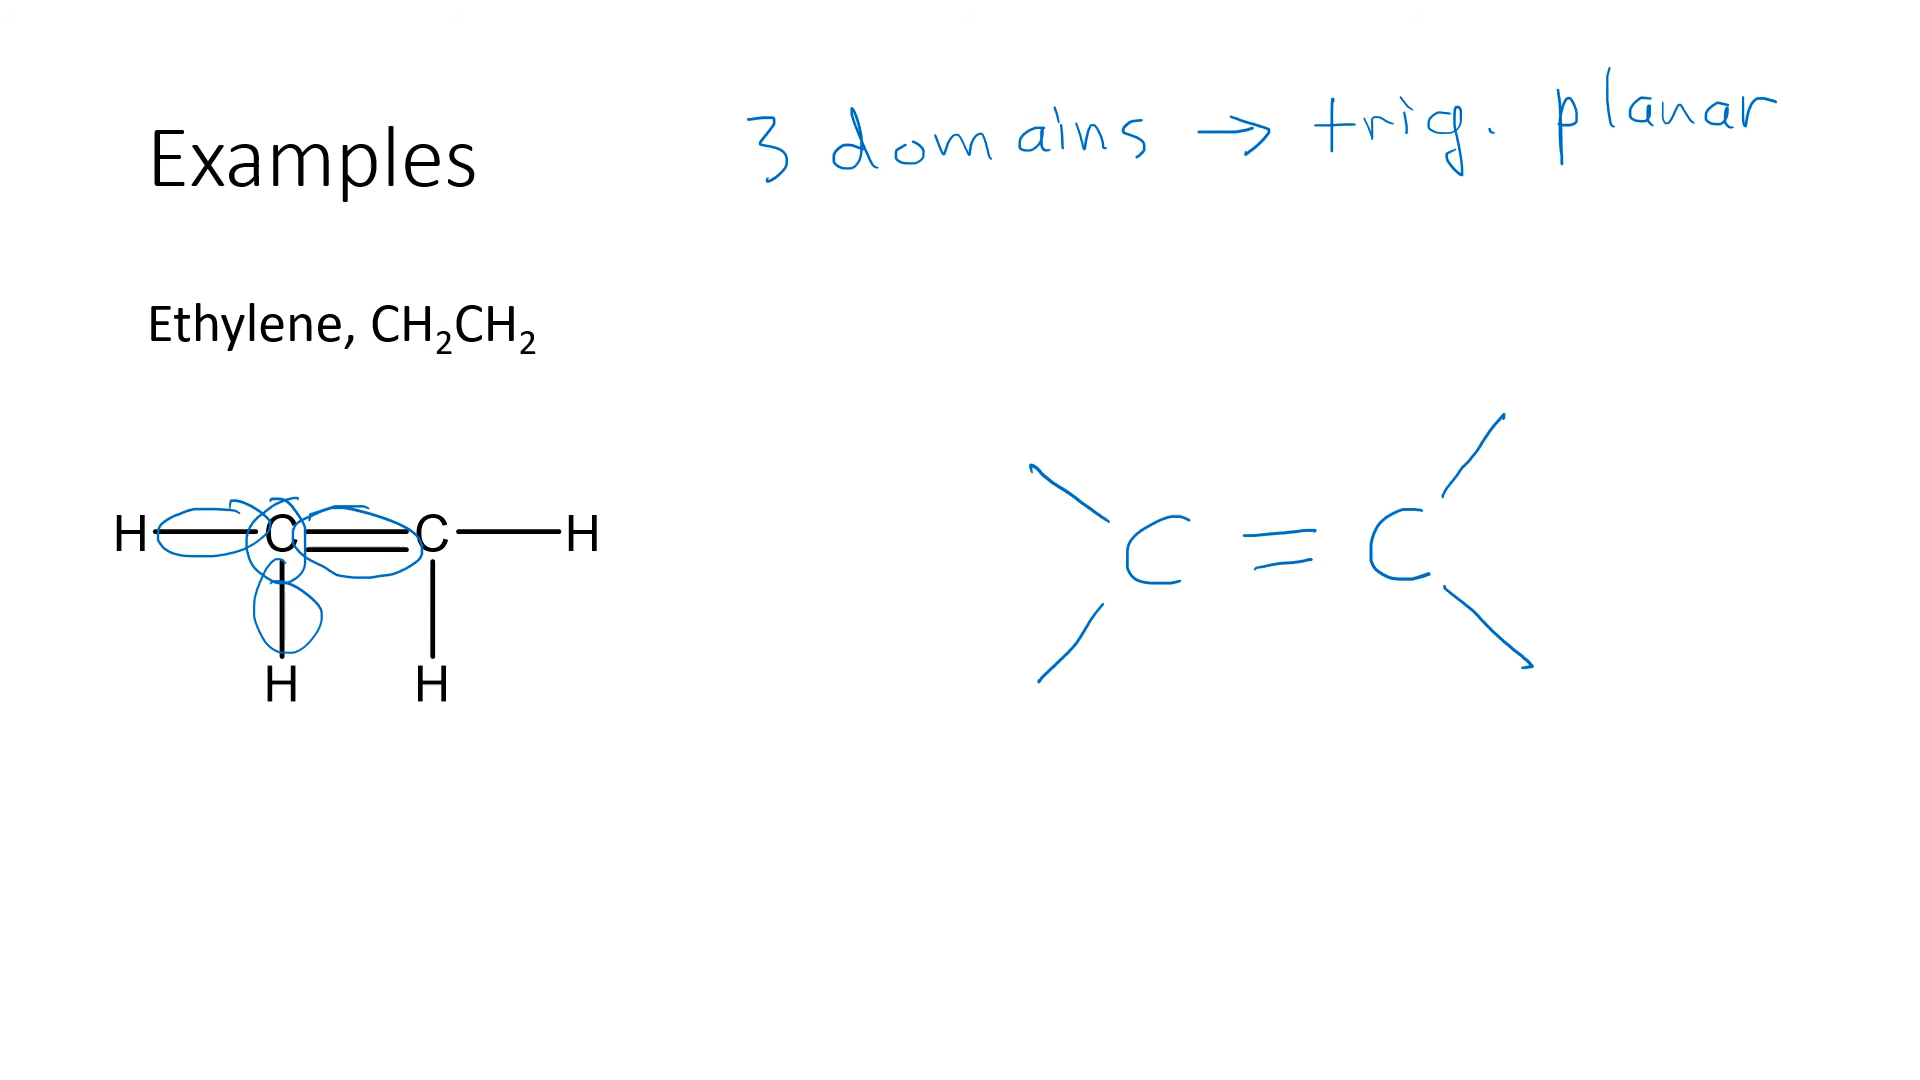 3 domains → trig. planar
Examples
Ethylene, CH₂CH₂
H C C H
H H
C = C